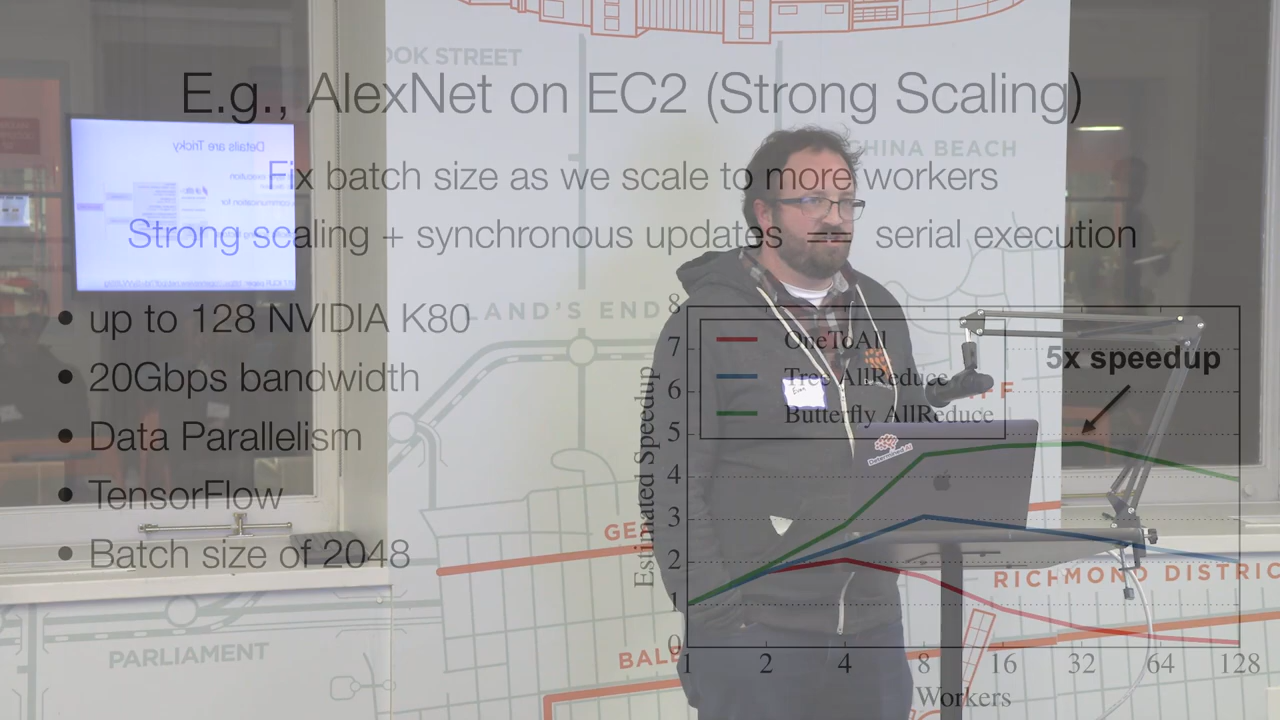 OOK STREET
E.g., AlexNet on EC2 (Strong Scaling)
CHINA BEACH
Details are Tricky
Fix batch size as we scale to more workers
Strong scaling + synchronous updates == serial execution
LAND'S END
• up to 128 NVIDIA K80
• 20Gbps bandwidth
• Data Parallelism
• TensorFlow
• Batch size of 2048
8
7
6
5
4
3
2
1
0
Estimated Speedup
OneToAll
Tree AllReduce
Butterfly AllReduce
5x speedup
Evan
Determined AI
1 2 4 8 16 32 64 128
Workers
RICHMOND DISTRIC
PARLIAMENT